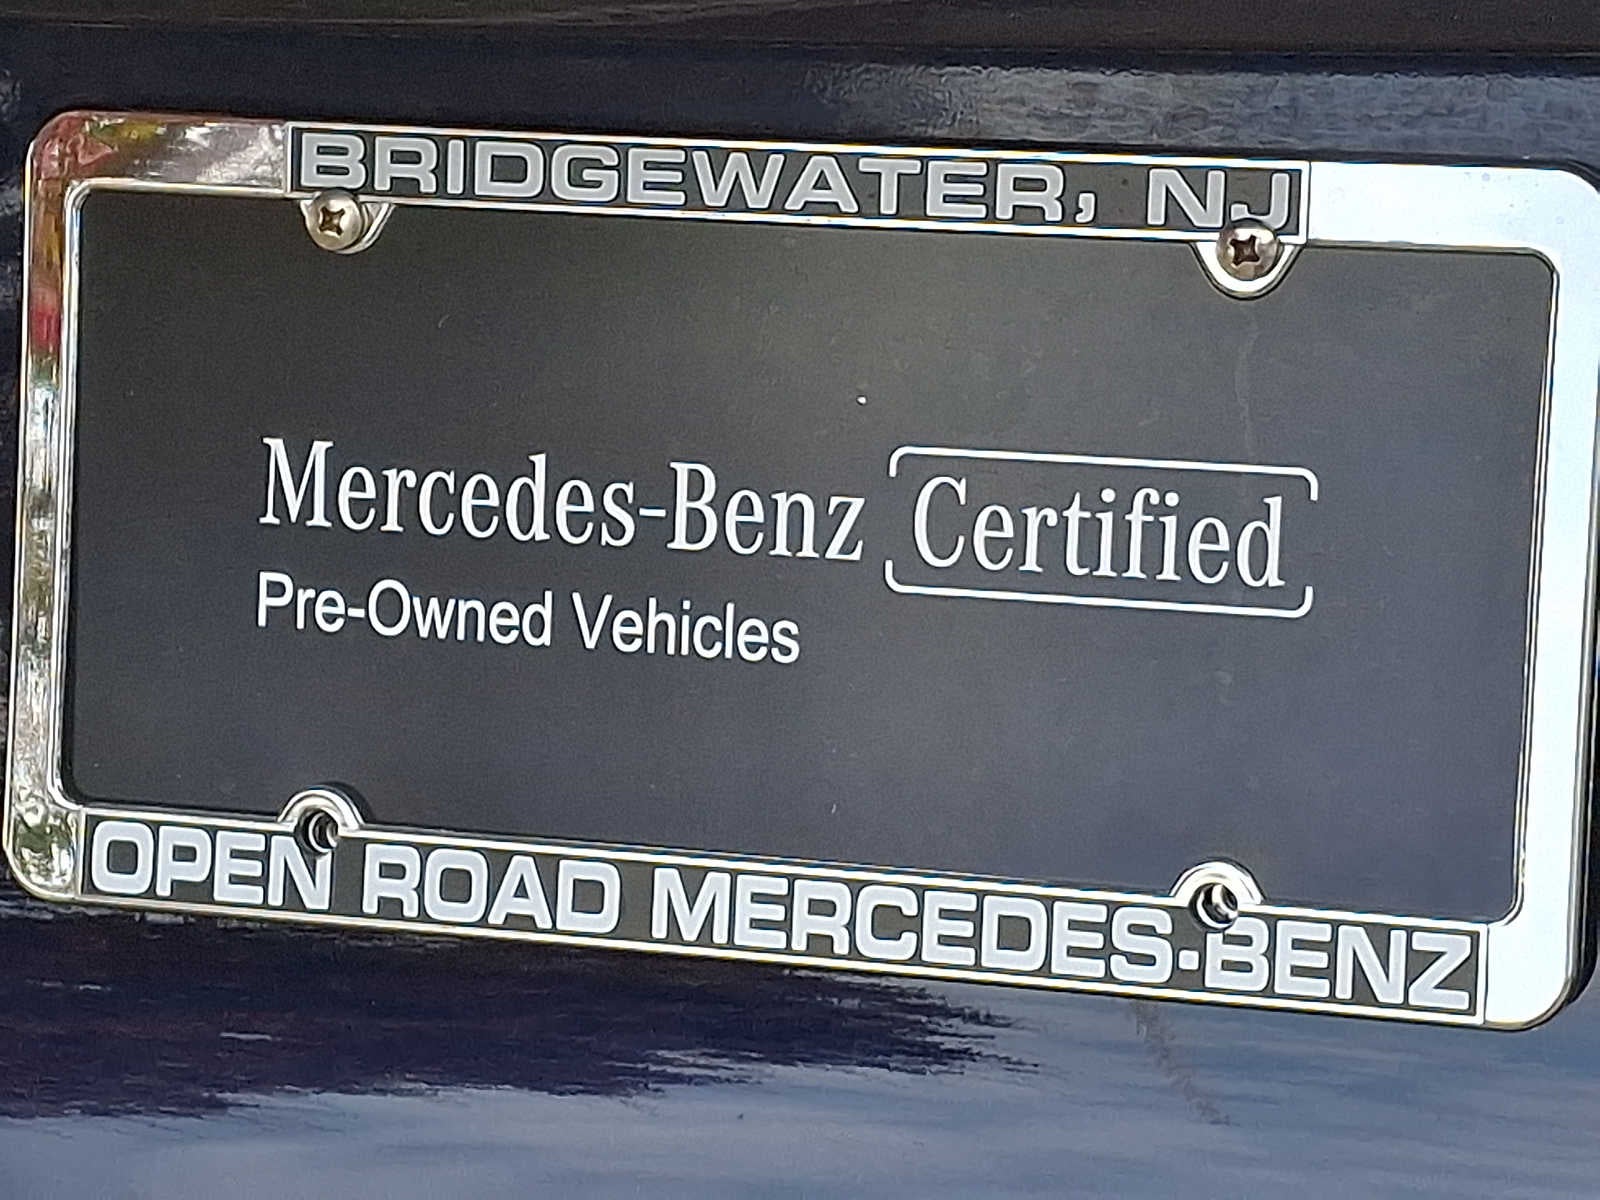 BRIDGEWATER, NJ
Mercedes-Benz Certified
Pre-Owned Vehicles
OPEN ROAD MERCEDES-BENZ